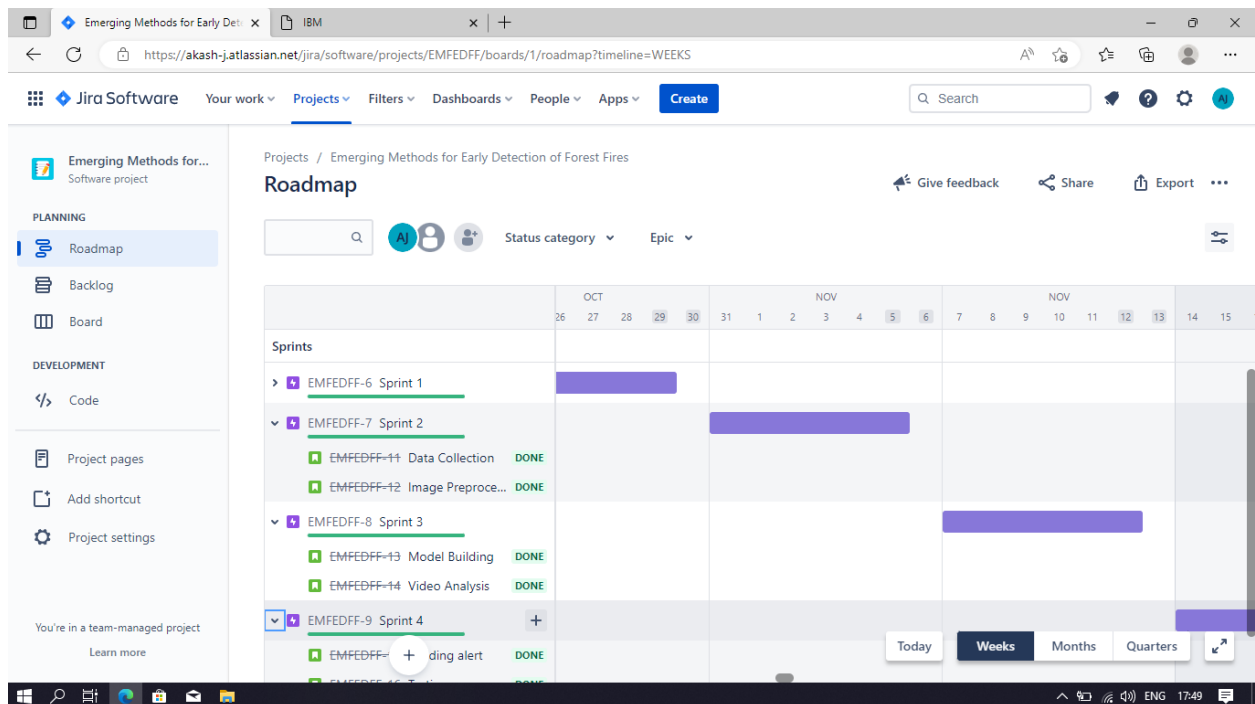 Emerging Methods for Early Dete
IBM
https://akash-j.atlassian.net/jira/software/projects/EMFEDFF/boards/1/roadmap?timeline=WEEKS
Jira Software Your work Projects Filters Dashboards People Apps Create Search AJ
Emerging Methods for...
Software project
PLANNING
Roadmap
Backlog
Board
DEVELOPMENT
Code
Project pages
Add shortcut
Project settings
You're in a team-managed project
Learn more
Projects / Emerging Methods for Early Detection of Forest Fires
Roadmap
Give feedback Share Export
AJ Status category Epic
OCT NOV NOV
26 27 28 29 30 31 1 2 3 4 5 6 7 8 9 10 11 12 13 14 15
Sprints
EMFEDFF-6 Sprint 1
EMFEDFF-7 Sprint 2
EMFEDFF-11 Data Collection DONE
EMFEDFF-12 Image Preproce... DONE
EMFEDFF-8 Sprint 3
EMFEDFF-13 Model Building DONE
EMFEDFF-14 Video Analysis DONE
EMFEDFF-9 Sprint 4
EMFEDFF- ding alert DONE
Today Weeks Months Quarters
ENG 17:49